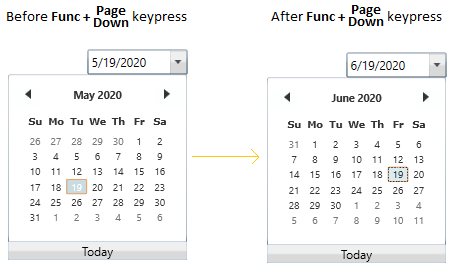 Before Func + Page Down keypress
5/19/2020
May 2020
Su Mo Tu We Th Fr Sa
26 27 28 29 30 1 2
3 4 5 6 7 8 9
10 11 12 13 14 15 16
17 18 19 20 21 22 23
24 25 26 27 28 29 30
31 1 2 3 4 5 6
Today
After Func + Page Down keypress
6/19/2020
June 2020
Su Mo Tu We Th Fr Sa
31 1 2 3 4 5 6
7 8 9 10 11 12 13
14 15 16 17 18 19 20
21 22 23 24 25 26 27
28 29 30 1 2 3 4
5 6 7 8 9 10 11
Today